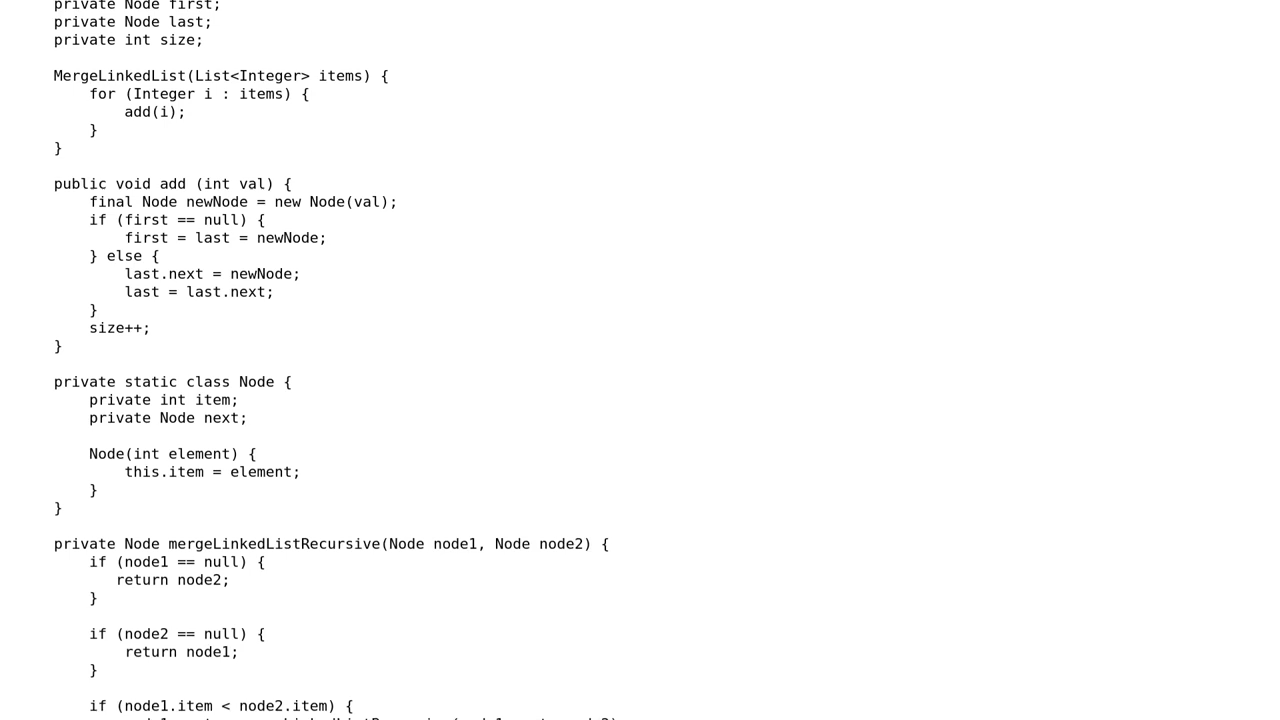 private Node first;
private Node last;
private int size;

MergeLinkedList(List<Integer> items) {
    for (Integer i : items) {
        add(i);
    }
}

public void add (int val) {
    final Node newNode = new Node(val);
    if (first == null) {
        first = last = newNode;
    } else {
        last.next = newNode;
        last = last.next;
    }
    size++;
}

private static class Node {
    private int item;
    private Node next;

    Node(int element) {
        this.item = element;
    }
}

private Node mergeLinkedListRecursive(Node node1, Node node2) {
    if (node1 == null) {
       return node2;
    }

    if (node2 == null) {
        return node1;
    }

    if (node1.item < node2.item) {